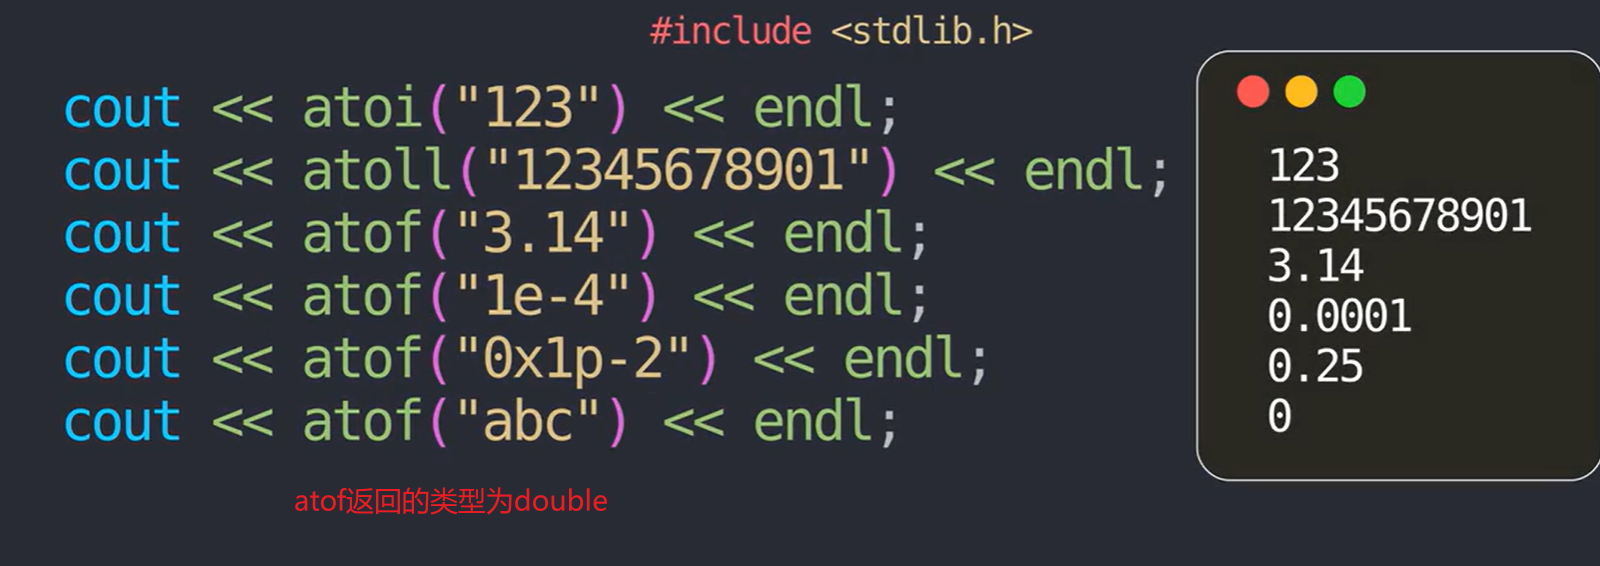 #include <stdlib.h>
cout << atoi("123") << endl;
cout << atoll("12345678901") << endl;
cout << atof("3.14") << endl;
cout << atof("1e-4") << endl;
cout << atof("0x1p-2") << endl;
cout << atof("abc") << endl;
123
12345678901
3.14
0.0001
0.25
0
atof返回的类型为double